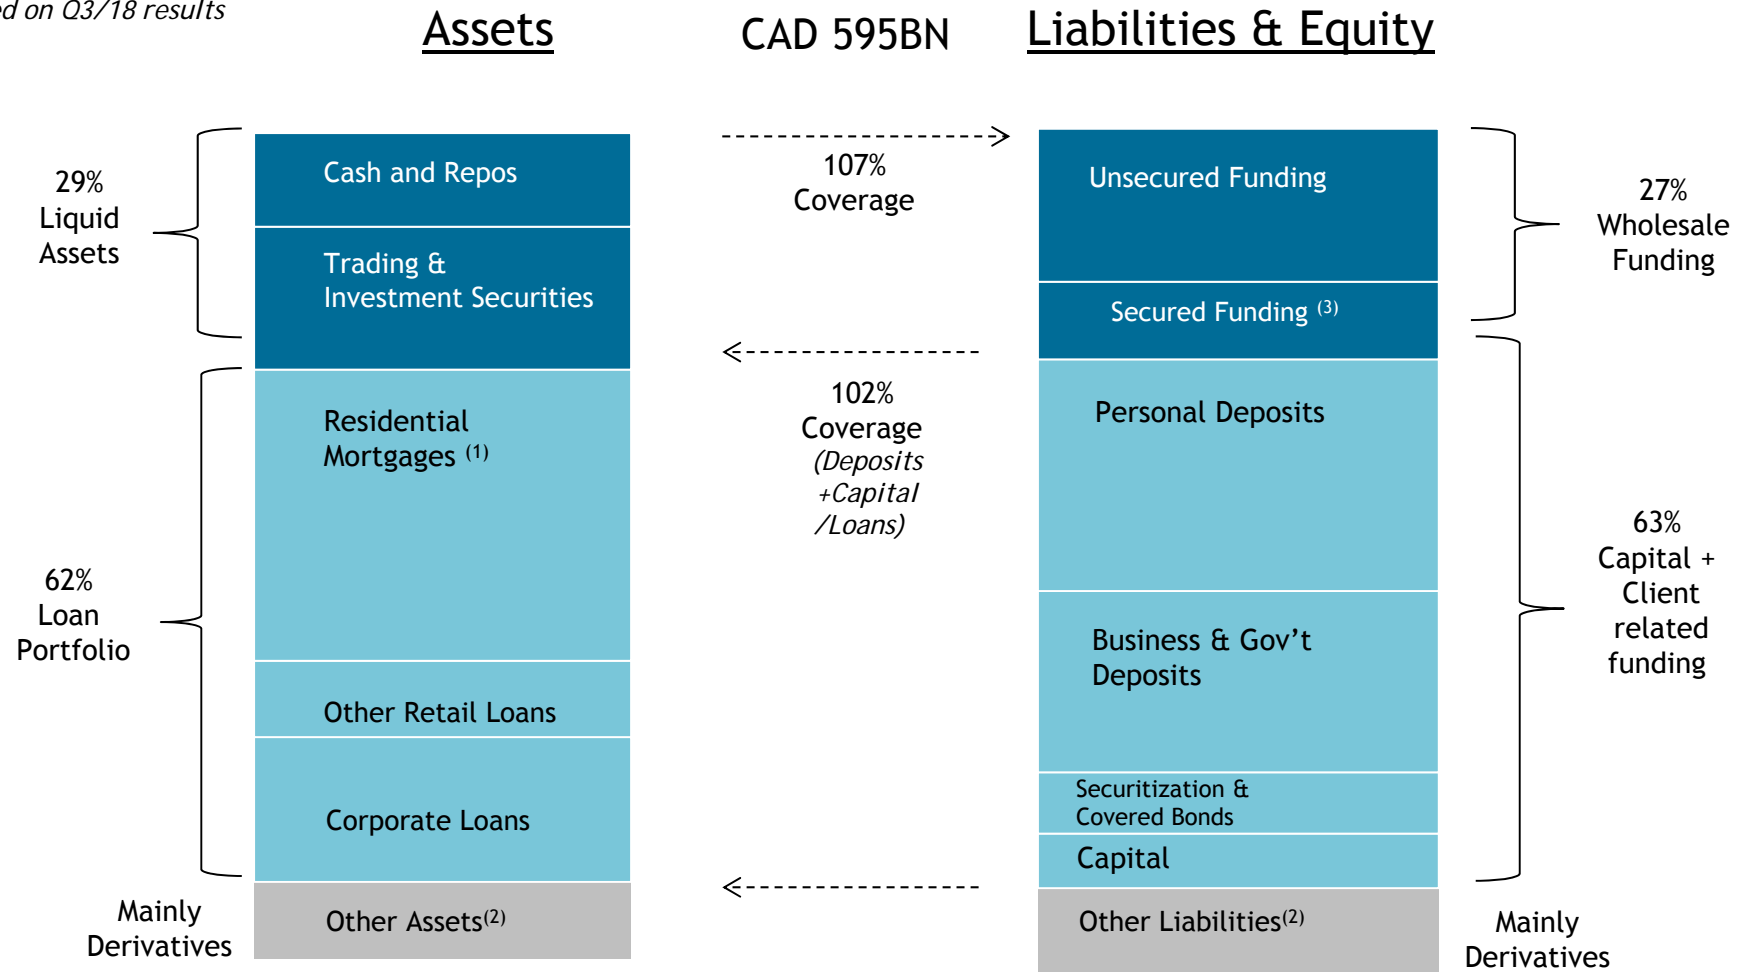 on Q3/18 results
Assets
CAD 595BN
Liabilities & Equity
29%
Liquid
Assets
Cash and Repos
Trading &
Investment Securities
107%
Coverage
Unsecured Funding
Secured Funding (3)
27%
Wholesale
Funding
62%
Loan
Portfolio
Residential
Mortgages (1)
Other Retail Loans
Corporate Loans
102%
Coverage
(Deposits
+Capital
/Loans)
Personal Deposits
Business & Gov’t
Deposits
Securitization &
Covered Bonds
Capital
63%
Capital +
Client
related
funding
Mainly
Derivatives
Other Assets(2)
Other Liabilities(2)
Mainly
Derivatives